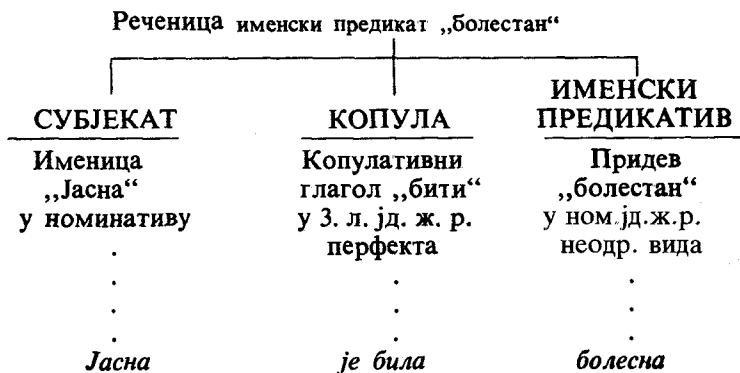 Реченица именски предикат „болестан“
СУБЈЕКАТ
Именица
„Јасна“
у номинативу
.
.
.
.
Јасна
КОПУЛА
Копулативни
глагол „бити“
у 3. л. јд. ж. р.
перфекта
.
.
.
је била
ИМЕНСКИ
ПРЕДИКАТИВ
Придев
„болестан“
у ном.јд.ж.р.
неодр. вида
.
.
.
болесна